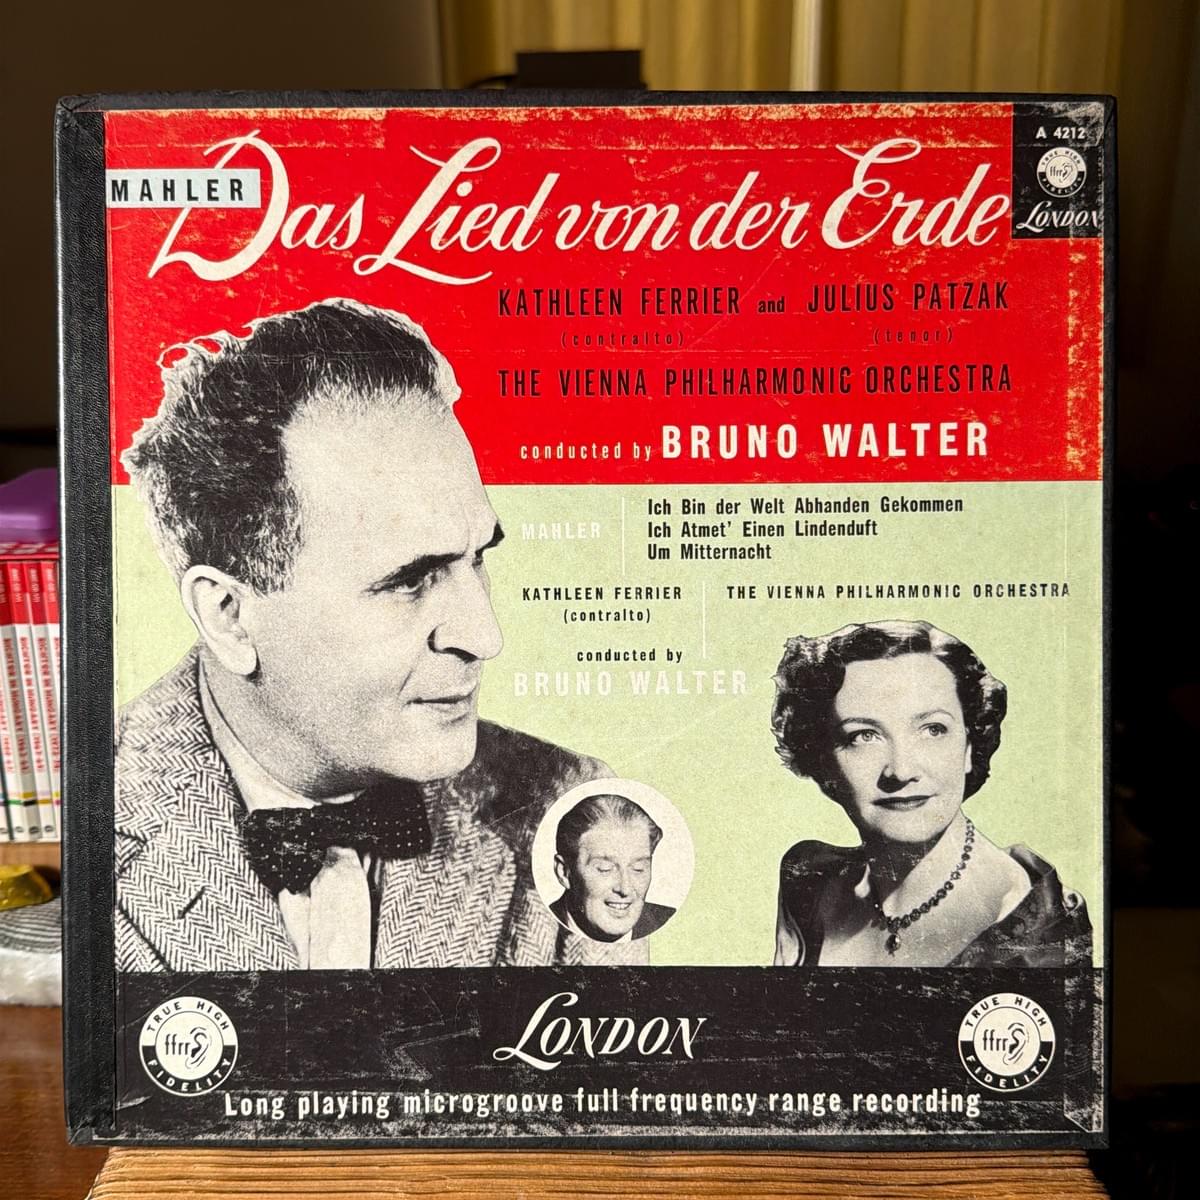 A 4212
TRUE HIGH
ffrr
FIDELITY
LONDON
MAHLER
Das Lied von der Erde
KATHLEEN FERRIER and JULIUS PATZAK
(contralto) (tenor)
THE VIENNA PHILHARMONIC ORCHESTRA
conducted by BRUNO WALTER
MAHLER
Ich Bin der Welt Abhanden Gekommen
Ich Atmet' Einen Lindenduft
Um Mitternacht
KATHLEEN FERRIER
(contralto)
THE VIENNA PHILHARMONIC ORCHESTRA
conducted by
BRUNO WALTER
TRUE HIGH
ffrr
FIDELITY
LONDON
TRUE HIGH
ffrr
FIDELITY
Long playing microgroove full frequency range recording